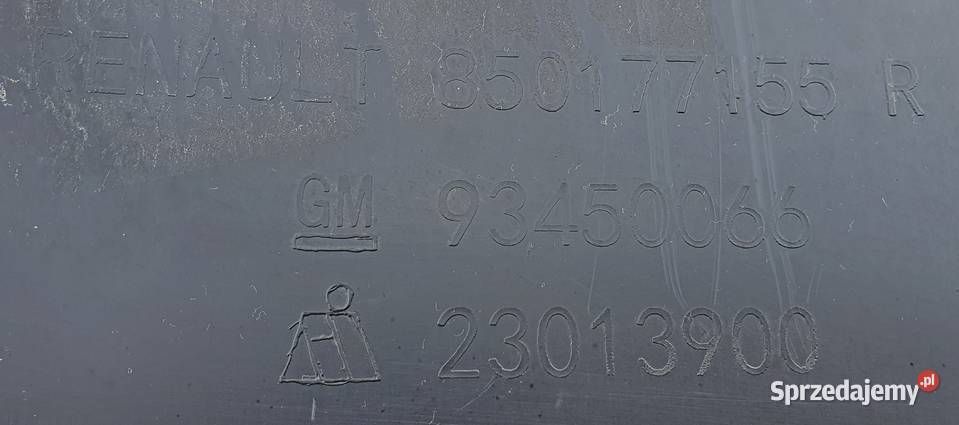 RENAULT 850177155 R
GM 93450066
23013900
Sprzedajemy.pl